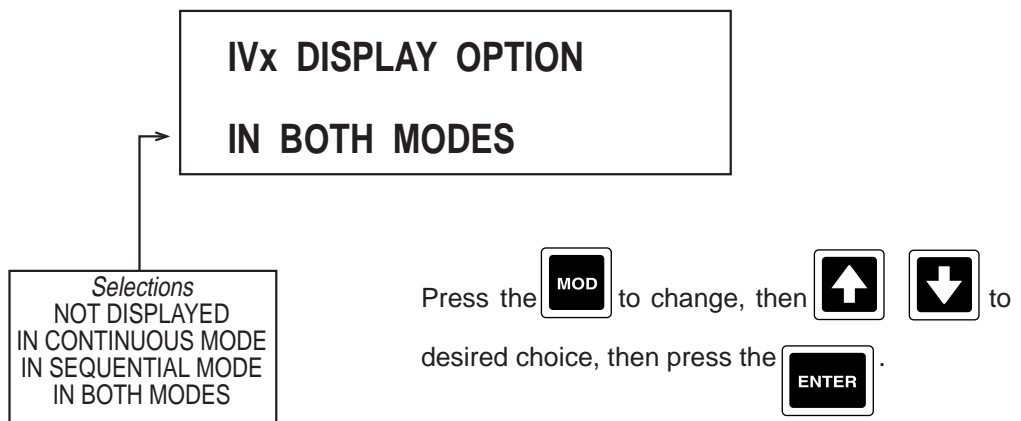 IVx DISPLAY OPTION
IN BOTH MODES
Selections
NOT DISPLAYED
IN CONTINUOUS MODE
IN SEQUENTIAL MODE
IN BOTH MODES
Press the MOD to change, then to
desired choice, then press the ENTER .